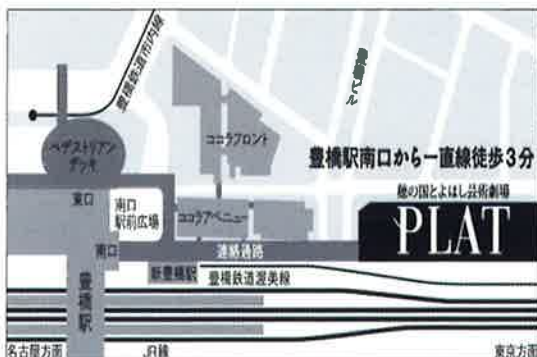 豊橋鉄道市内線
ペデストリアン
デッキ
ココラフロント
豊橋駅南口から一直線徒歩3分
穂の国とよはし芸術劇場
PLAT
東口
南口
駅前広場
ココラアベニュー
南口
連絡通路
新豊橋駅
豊橋鉄道渥美線
豊橋駅
名古屋方面
JR線
東京方面